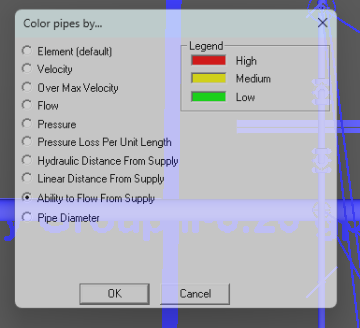 Color pipes by...
Element (default)
Velocity
Over Max Velocity
Flow
Pressure
Pressure Loss Per Unit Length
Hydraulic Distance From Supply
Linear Distance From Supply
Ability to Flow From Supply
Pipe Diameter
Legend
High
Medium
Low
OK
Cancel